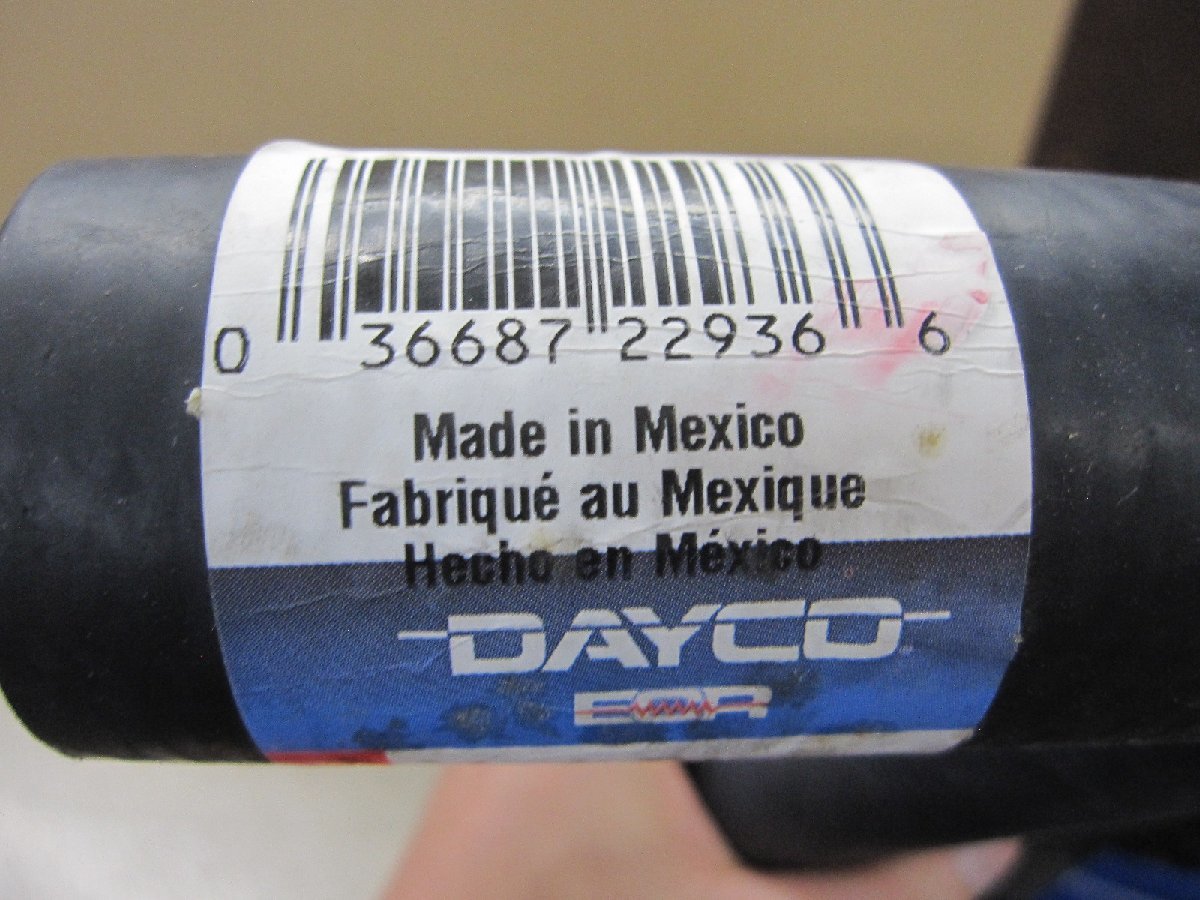 0 36687 22936 6
Made in Mexico
Fabriqué au Mexique
Hecho en México
DAYCO